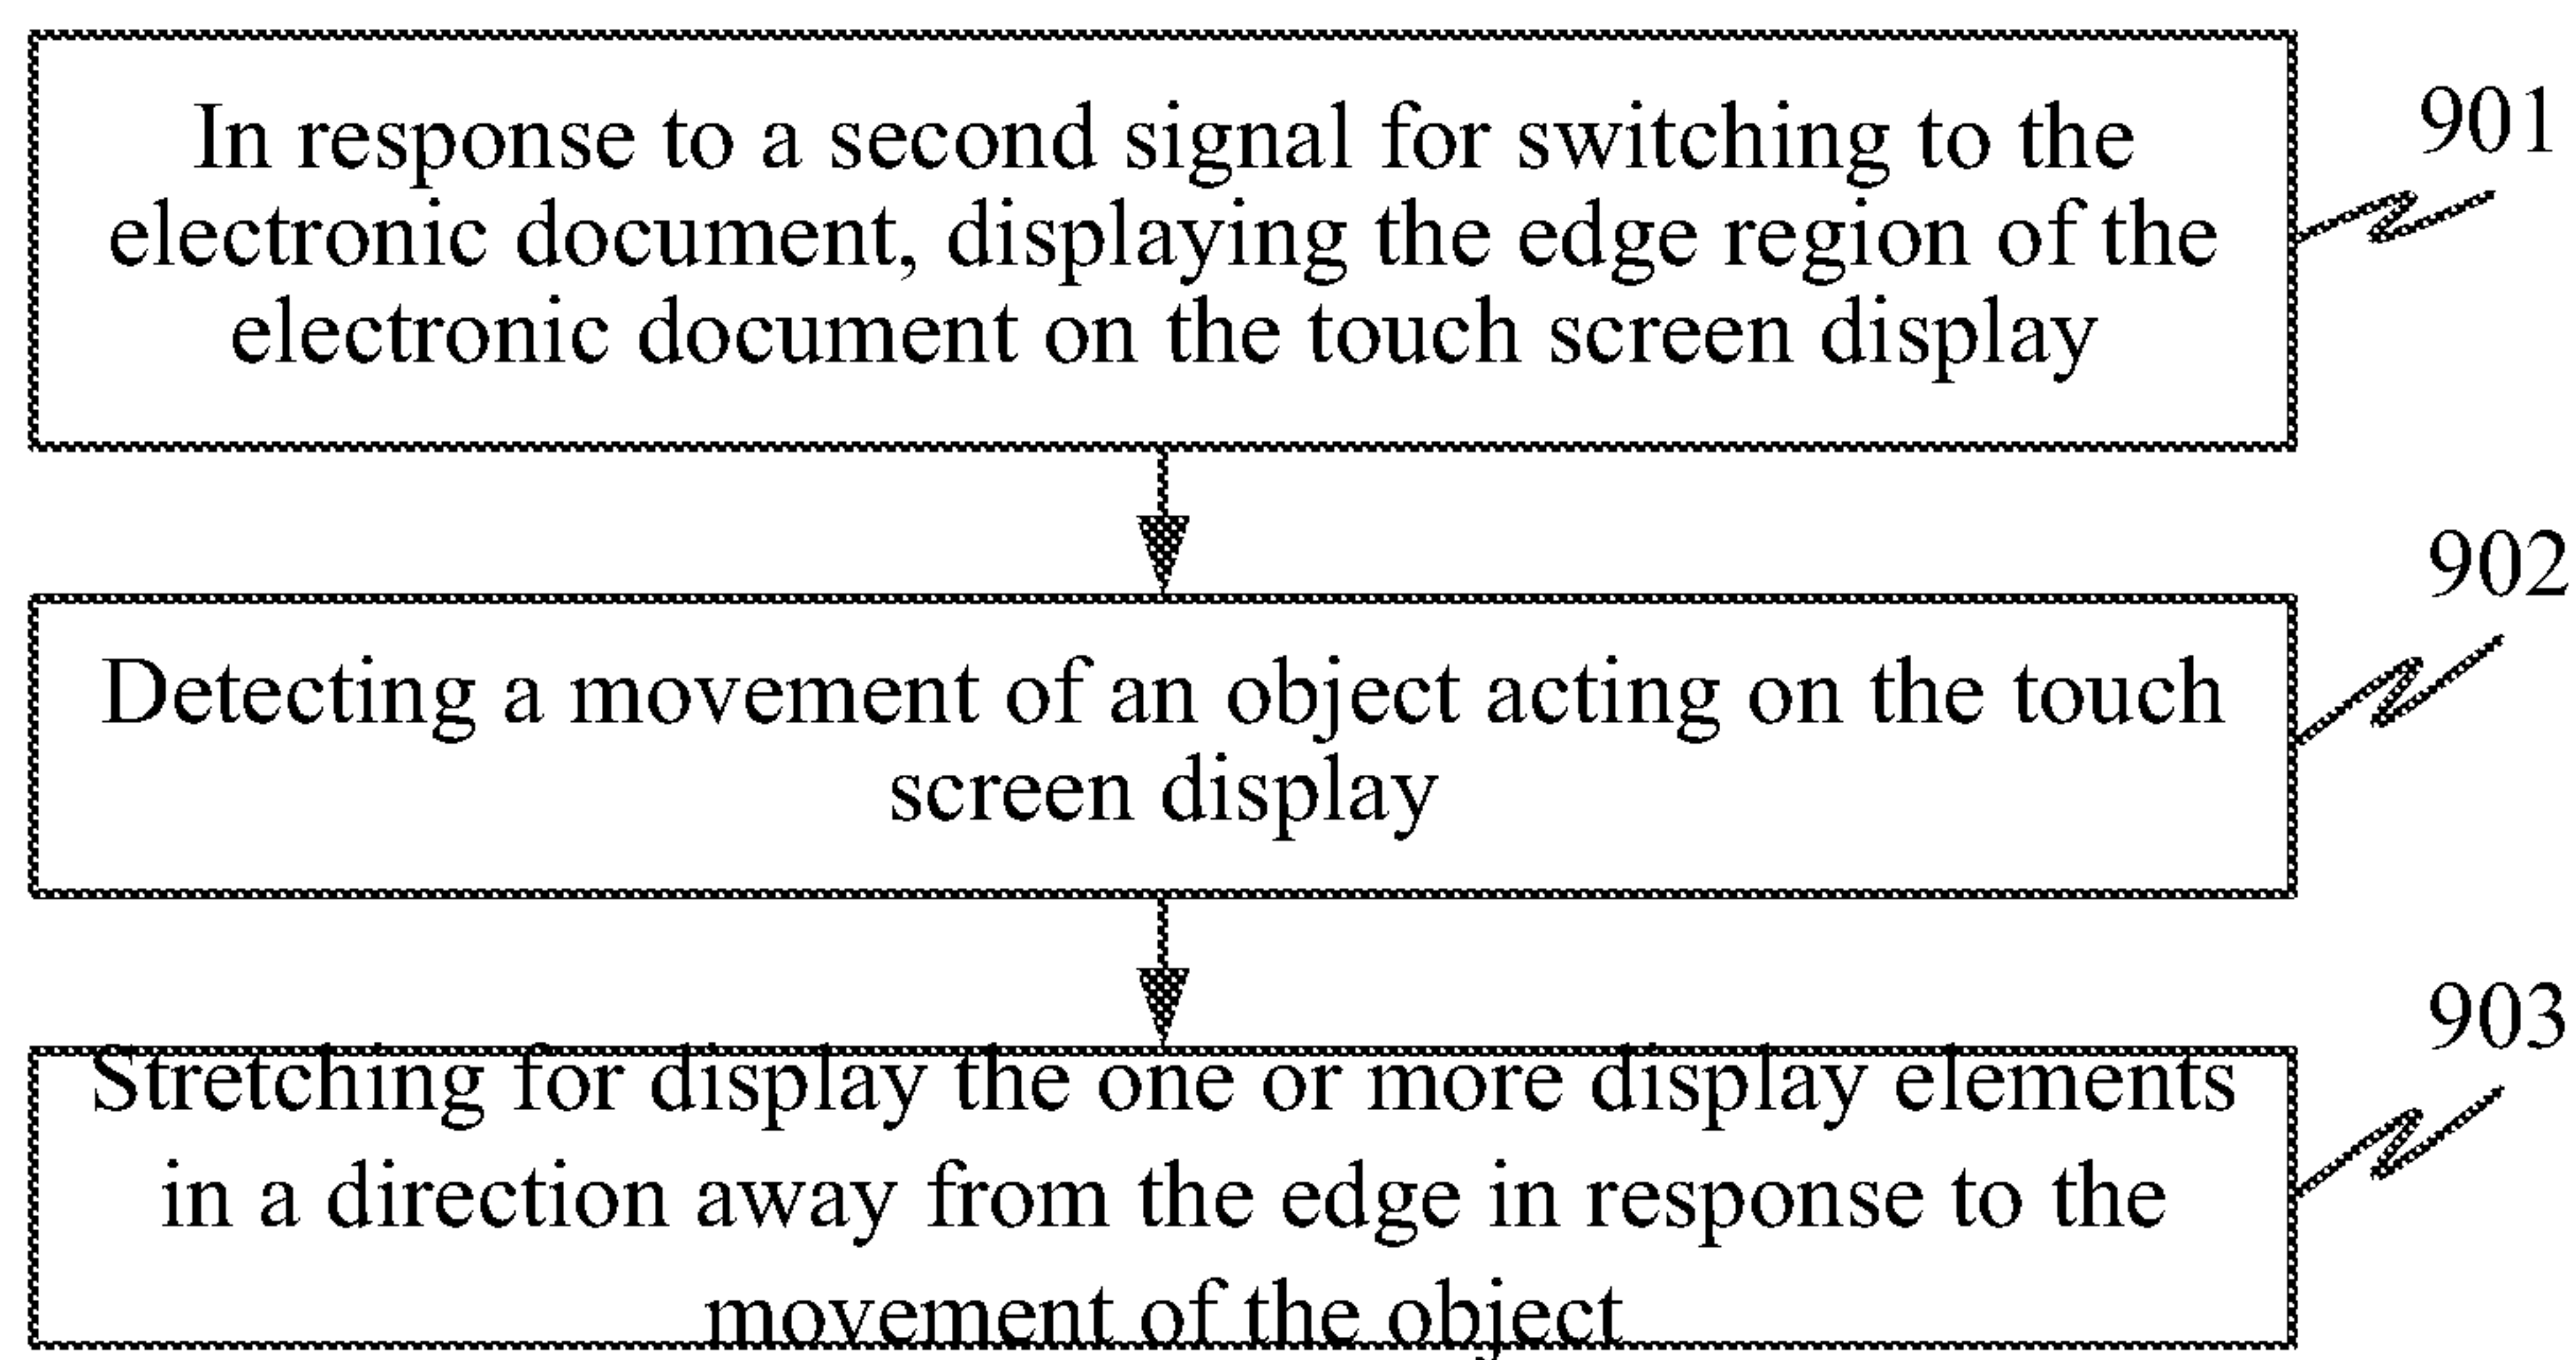 In response to a second signal for switching to the
electronic document, displaying the edge region of the
electronic document on the touch screen display
901
Detecting a movement of an object acting on the touch
screen display
902
Stretching for display the one or more display elements
in a direction away from the edge in response to the
movement of the object
903